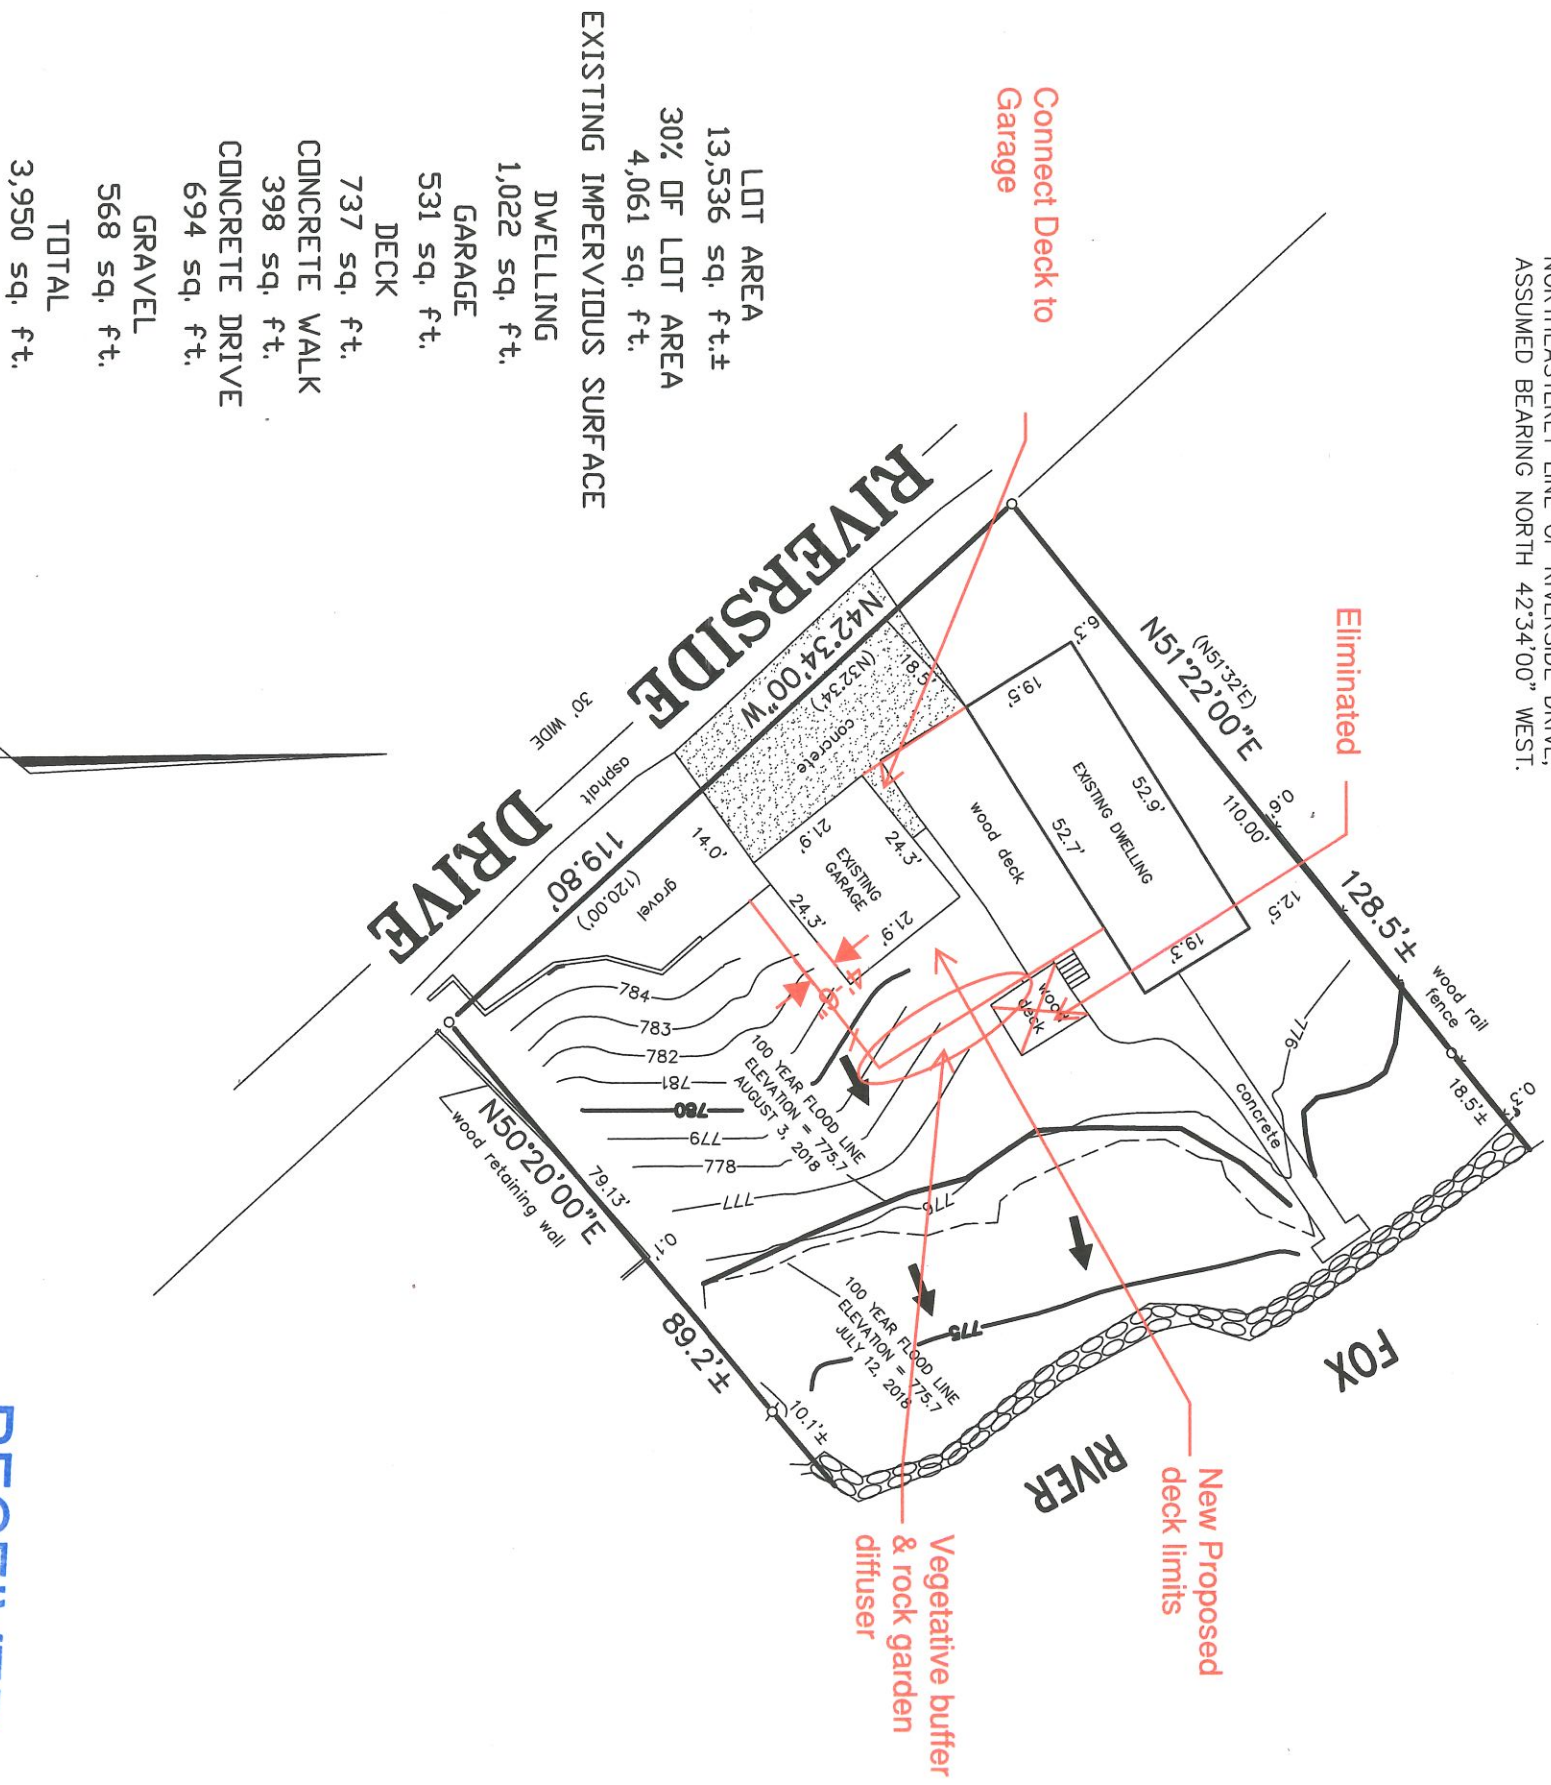 ASSUMED BEARING NORTH 42°34'00" WEST.
Connect Deck to
Garage
Eliminated
New Proposed
deck limits
Vegetative buffer
& rock garden
diffuser
LOT AREA
13,536 sq. ft.±
30% OF LOT AREA
4,061 sq. ft.
EXISTING IMPERVIOUS SURFACE
DWELLING
1,022 sq. ft.
GARAGE
531 sq. ft.
DECK
737 sq. ft.
CONCRETE WALK
398 sq. ft.
CONCRETE DRIVE
694 sq. ft.
GRAVEL
568 sq. ft.
TOTAL
3,950 sq. ft.
RIVERSIDE DRIVE
30' WIDE
asphalt
N42°34'00"W
(N32°34')
119.80'
(120.00')
concrete
18.5'
gravel
14.0'
(N51°32'E)
N51°22'00"E
128.5'±
110.00'
6.3'
0.6'
12.5'
wood rail
fence
18.5'±
0.3'
EXISTING DWELLING
52.9'
52.7'
19.5'
19.3'
wood deck
wood
deck
EXISTING
GARAGE
24.3'
21.9'
24.3'
21.9'
4'-6"
784
783
782
781
780
779
778
777
776
776
775
concrete
100 YEAR FLOOD LINE
ELEVATION = 775.7
AUGUST 3, 2018
100 YEAR FLOOD LINE
ELEVATION = 775.7
JULY 12, 2018
N50°20'00"E
wood retaining wall
79.13'
0.1'
89.2'±
10.1'±
FOX
RIVER